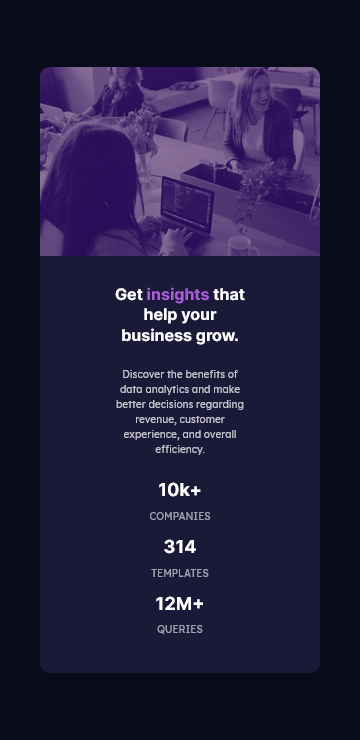 Get insights that
help your
business grow.
Discover the benefits of
data analytics and make
better decisions regarding
revenue, customer
experience, and overall
efficiency.
10k+
COMPANIES
314
TEMPLATES
12M+
QUERIES